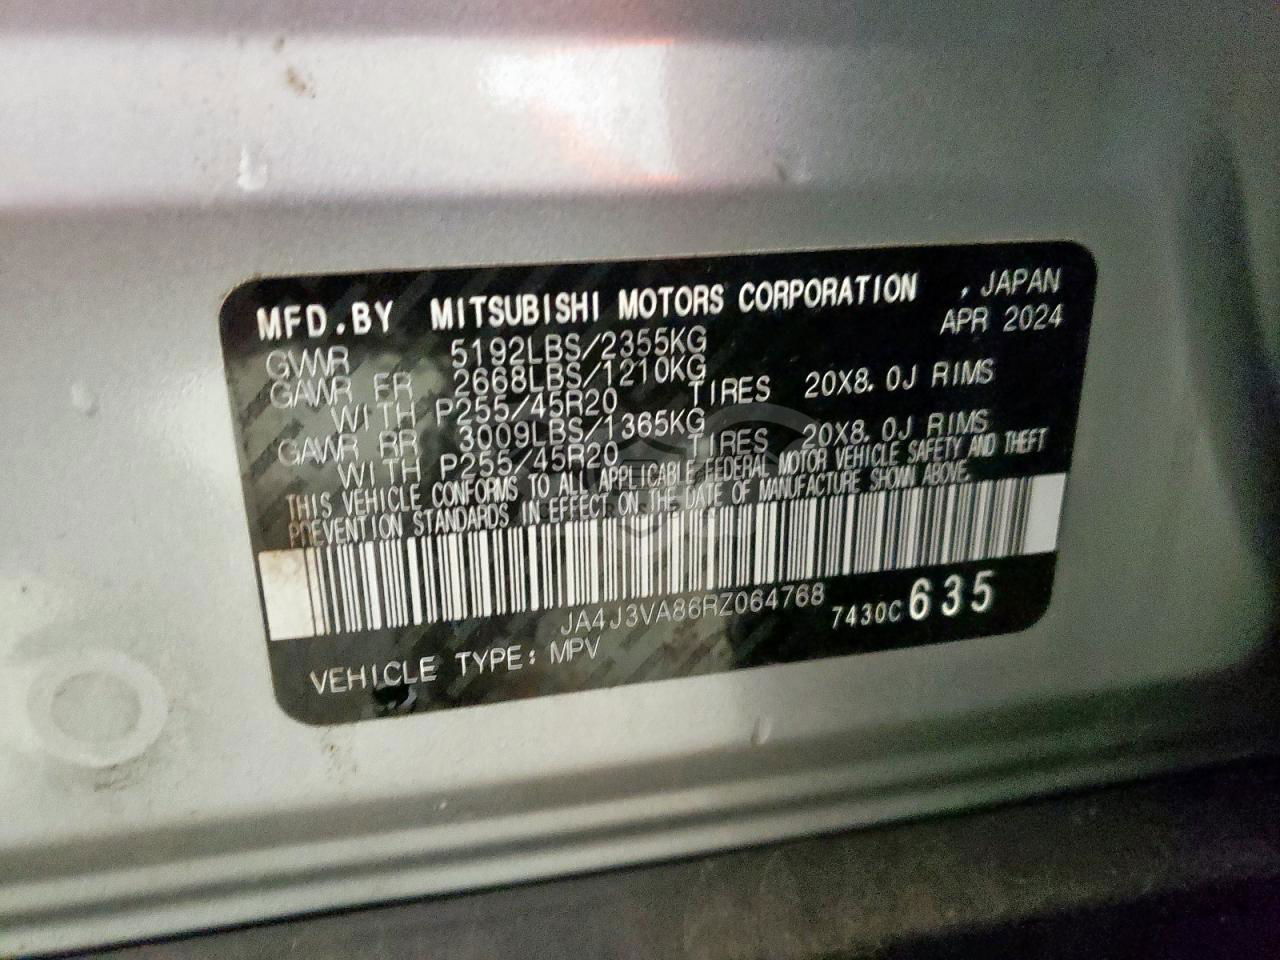 MFD.BY MITSUBISHI MOTORS CORPORATION , JAPAN
APR 2024
GVWR 5192LBS/2355KG
GAWR FR 2668LBS/1210KG
WITH P255/45R20 TIRES 20X8.0J RIMS
GAWR RR 3009LBS/1365KG
WITH P255/45R20 TIRES 20X8.0J RIMS
THIS VEHICLE CONFORMS TO ALL APPLICABLE FEDERAL MOTOR VEHICLE SAFETY AND THEFT
PREVENTION STANDARDS IN EFFECT ON THE DATE OF MANUFACTURE SHOWN ABOVE.
JA4J3VA86RZ064768 7430C635
VEHICLE TYPE: MPV